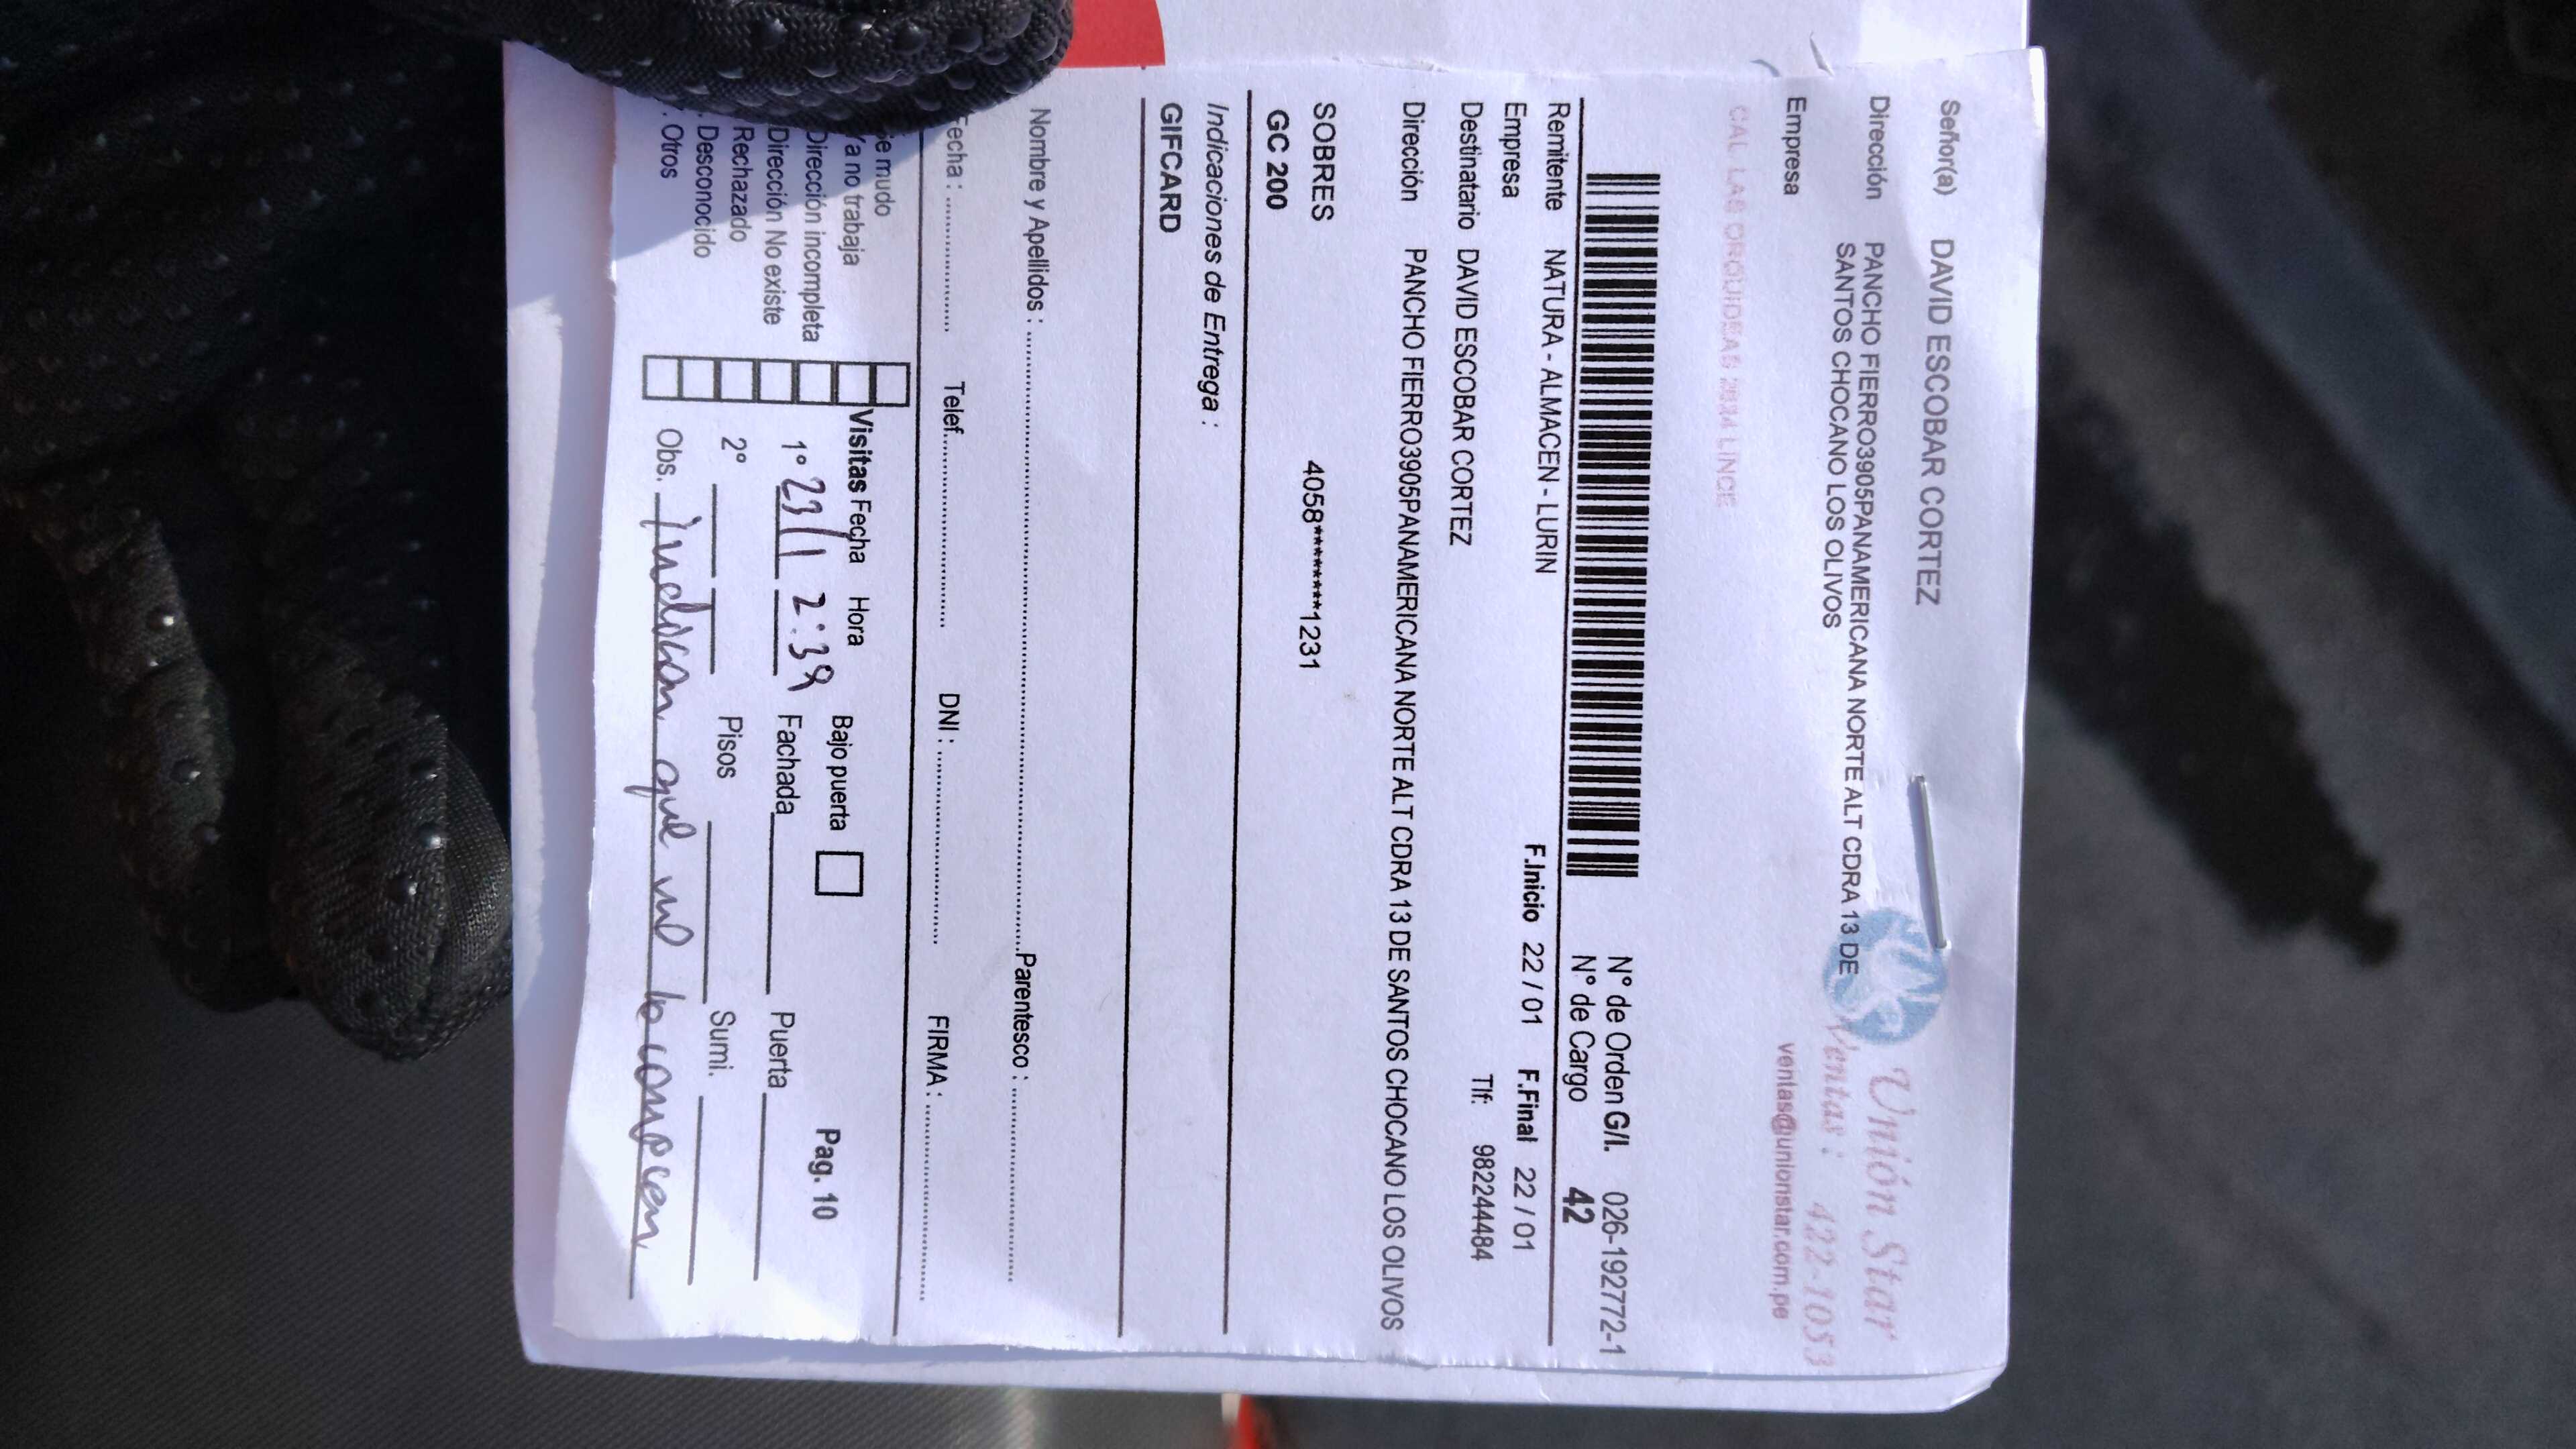 Señor(a) DAVID ESCOBAR CORTEZ
Unión Star
Dirección PANCHO FIERRO3905PANAMERICANA NORTE ALT CDRA 13 DE
SANTOS CHOCANO LOS OLIVOS
Ventas: 422-1053
Empresa
ventas@unionstar.com.pe
CAL. LAS ORQUIDEAS LINCE
N° de Orden G/I. 026-192772-1
N° de Cargo 42
Remitente NATURA - ALMACEN - LURIN
Empresa F.Inicio 22 / 01 F.Final 22 / 01
Destinatario DAVID ESCOBAR CORTEZ Tlf: 982244484
Dirección PANCHO FIERRO3905PANAMERICANA NORTE ALT CDRA 13 DE SANTOS CHOCANO LOS OLIVOS
SOBRES 4058********1231
GC 200
Indicaciones de Entrega :
GIFCARD
Nombre y Apellidos : Parentesco :
Fecha : Telef. DNI : FIRMA :
Se mudo
Ya no trabaja
Dirección incompleta
Dirección No existe
Rechazado
Desconocido
. Otros
Visitas Fecha Hora Bajo puerta Pag. 10
1° 23/1 2:39 Fachada Puerta
2° Pisos Sumi.
Obs. Indican que no lo conocen